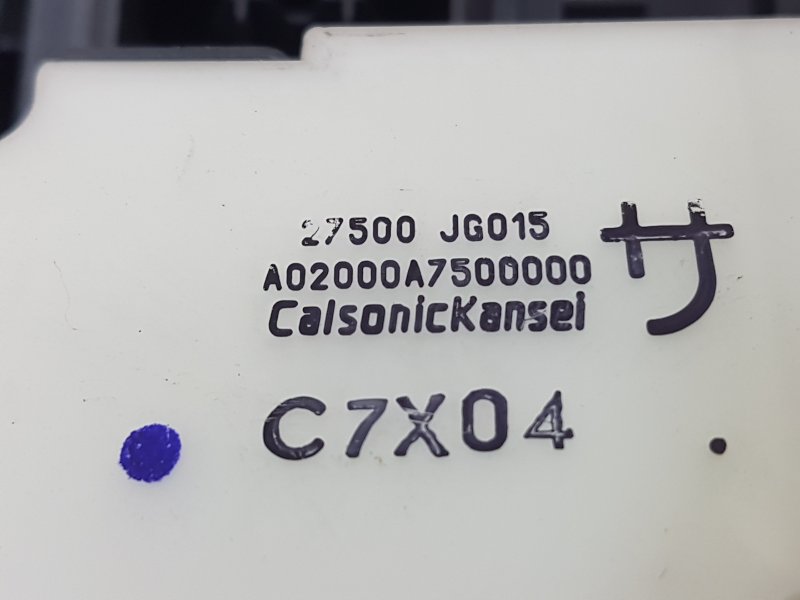 27500 JG015
A02000A7500000
CalsonicKansei
サ
C7X04